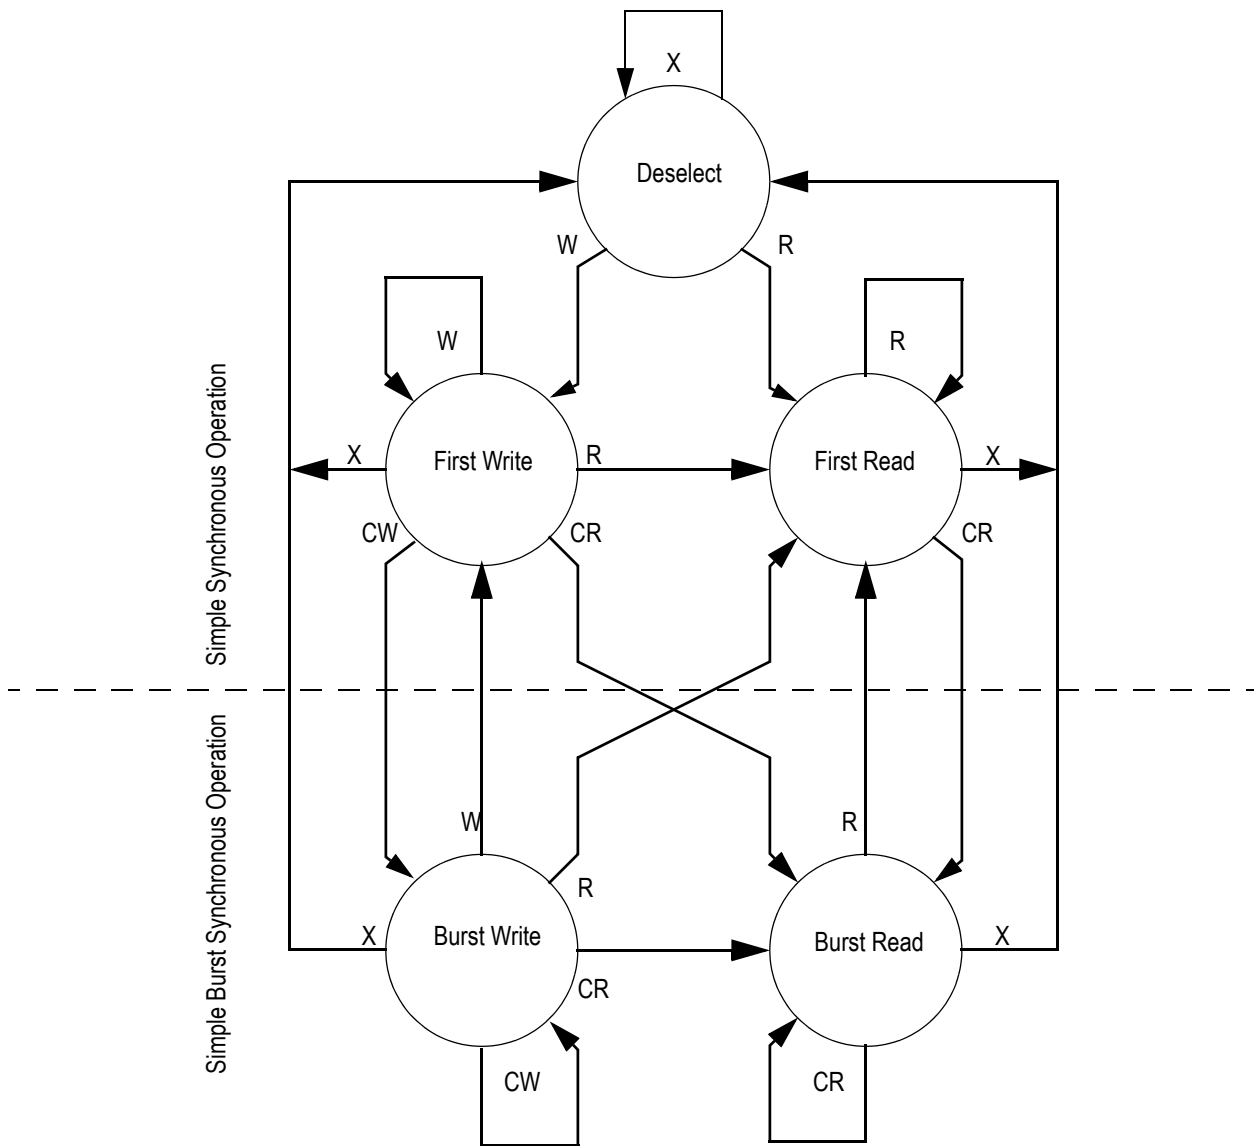 X
Deselect
W
R
W
R
Simple Synchronous Operation
X
First Write
R
First Read
X
CW
CR
CR
Simple Burst Synchronous Operation
W
R
R
X
Burst Write
Burst Read
X
CR
CW
CR